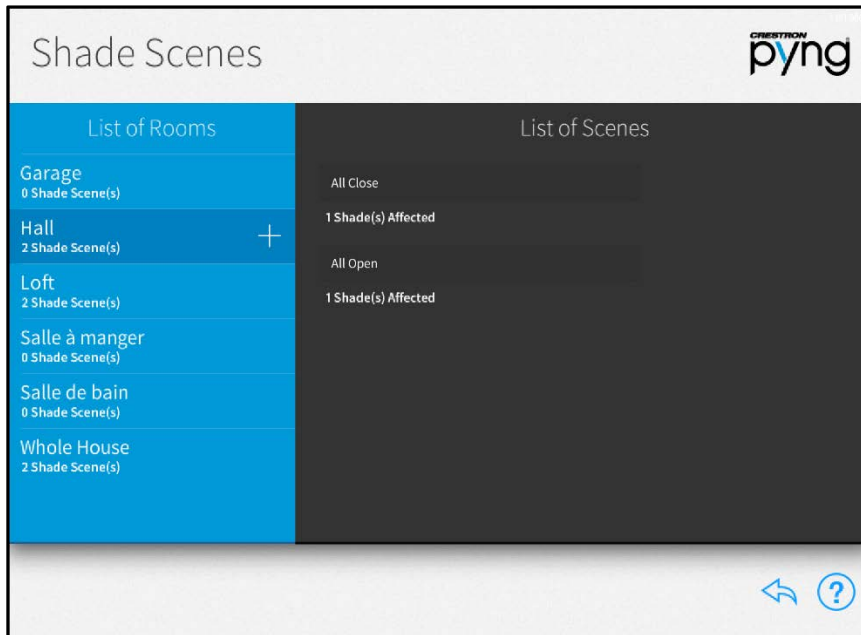 Shade Scenes
CRESTRON
pyng
List of Rooms
List of Scenes
Garage
0 Shade Scene(s)
Hall
2 Shade Scene(s)
+
Loft
2 Shade Scene(s)
Salle à manger
0 Shade Scene(s)
Salle de bain
0 Shade Scene(s)
Whole House
2 Shade Scene(s)
All Close
1 Shade(s) Affected
All Open
1 Shade(s) Affected
?